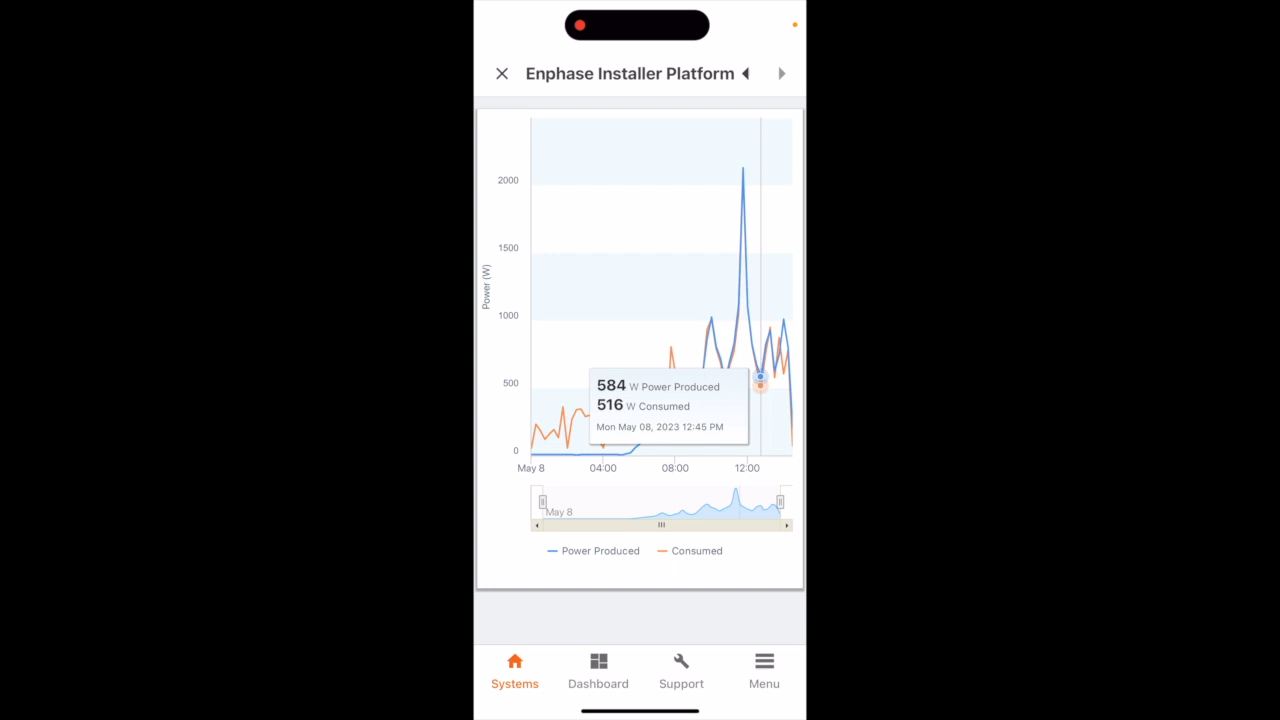 Enphase Installer Platform
2000
1500
1000
500
0
Power (W)
584 W Power Produced
516 W Consumed
Mon May 08, 2023 12:45 PM
May 8
04:00
08:00
12:00
May 8
Power Produced
Consumed
Systems
Dashboard
Support
Menu